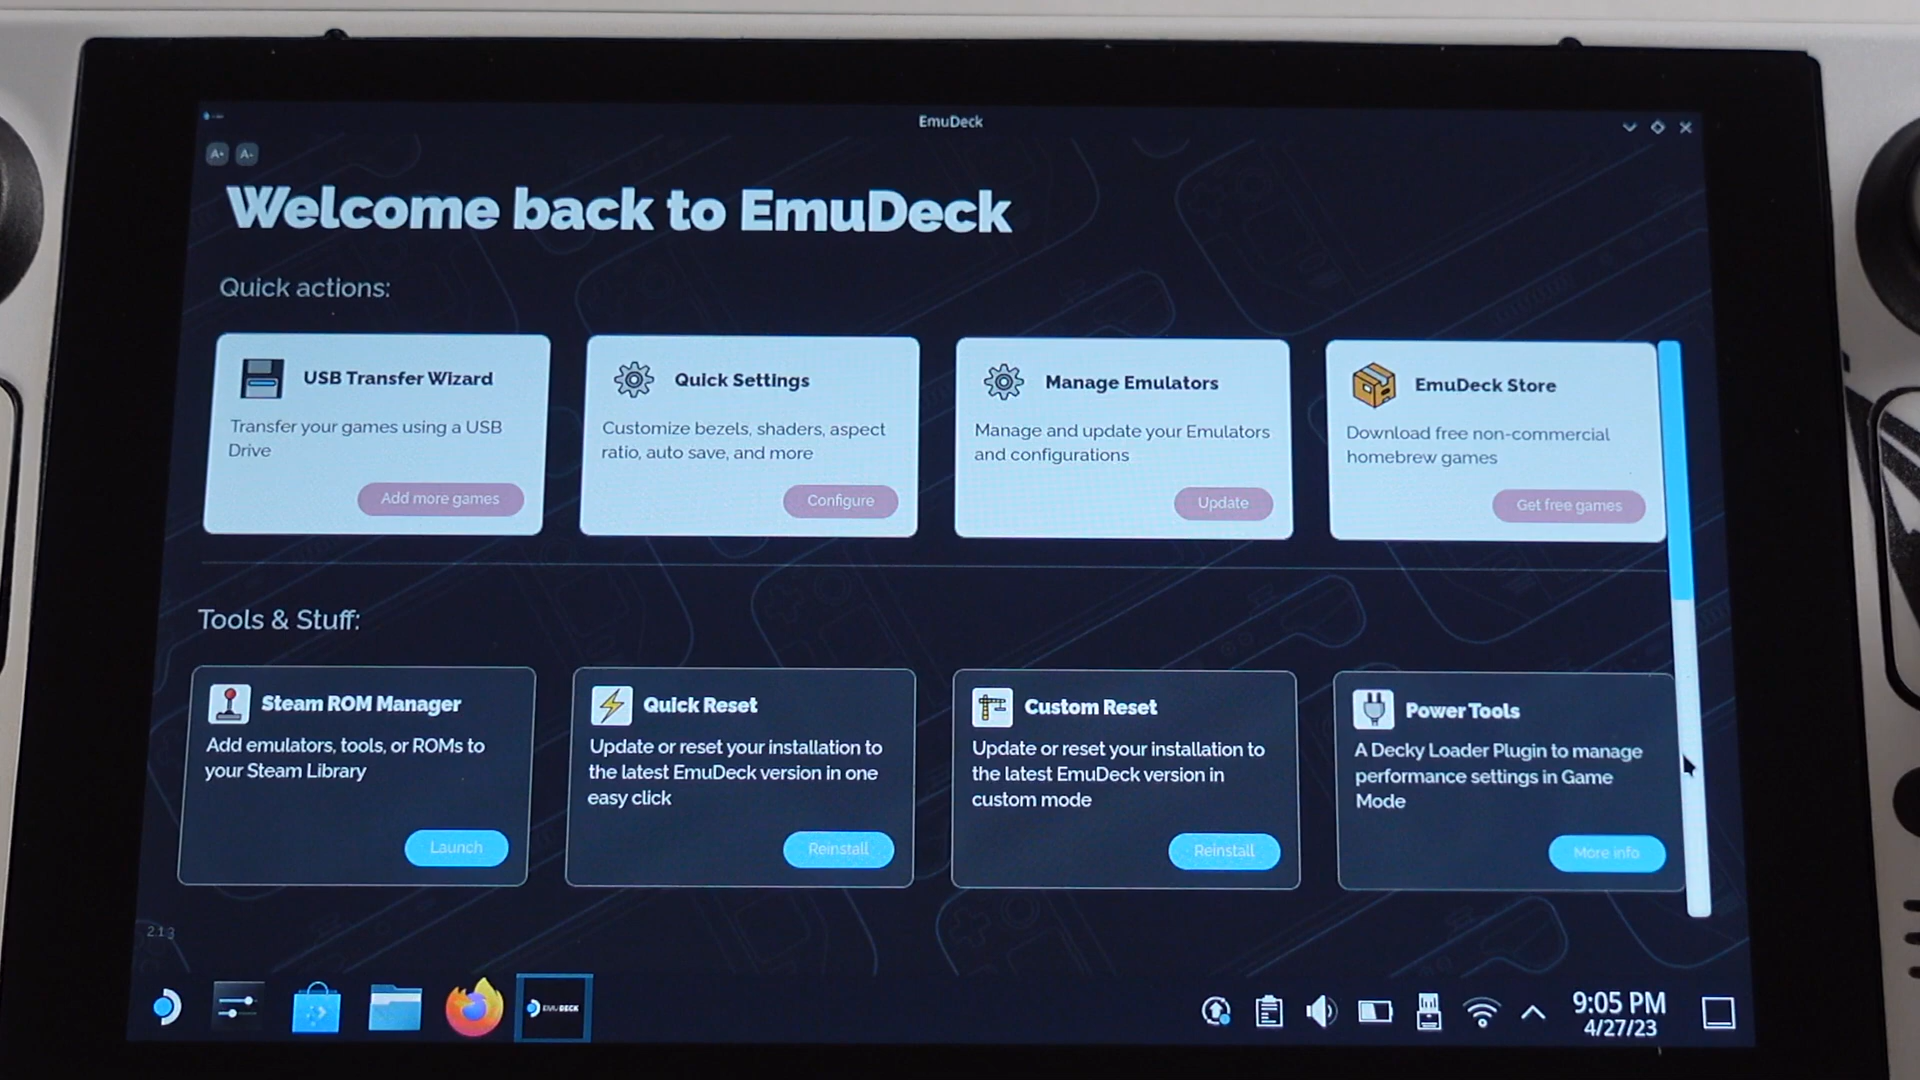 EmuDeck
A+ A-
Welcome back to EmuDeck
Quick actions:
USB Transfer Wizard
Transfer your games using a USB
Drive
Add more games
Quick Settings
Customize bezels, shaders, aspect
ratio, auto save, and more
Configure
Manage Emulators
Manage and update your Emulators
and configurations
Update
EmuDeck Store
Download free non-commercial
homebrew games
Get free games
Tools & Stuff:
Steam ROM Manager
Add emulators, tools, or ROMs to
your Steam Library
Launch
Quick Reset
Update or reset your installation to
the latest EmuDeck version in one
easy click
Reinstall
Custom Reset
Update or reset your installation to
the latest EmuDeck version in
custom mode
Reinstall
Power Tools
A Decky Loader Plugin to manage
performance settings in Game
Mode
More info
2.1.3
EMUDECK
9:05 PM
4/27/23